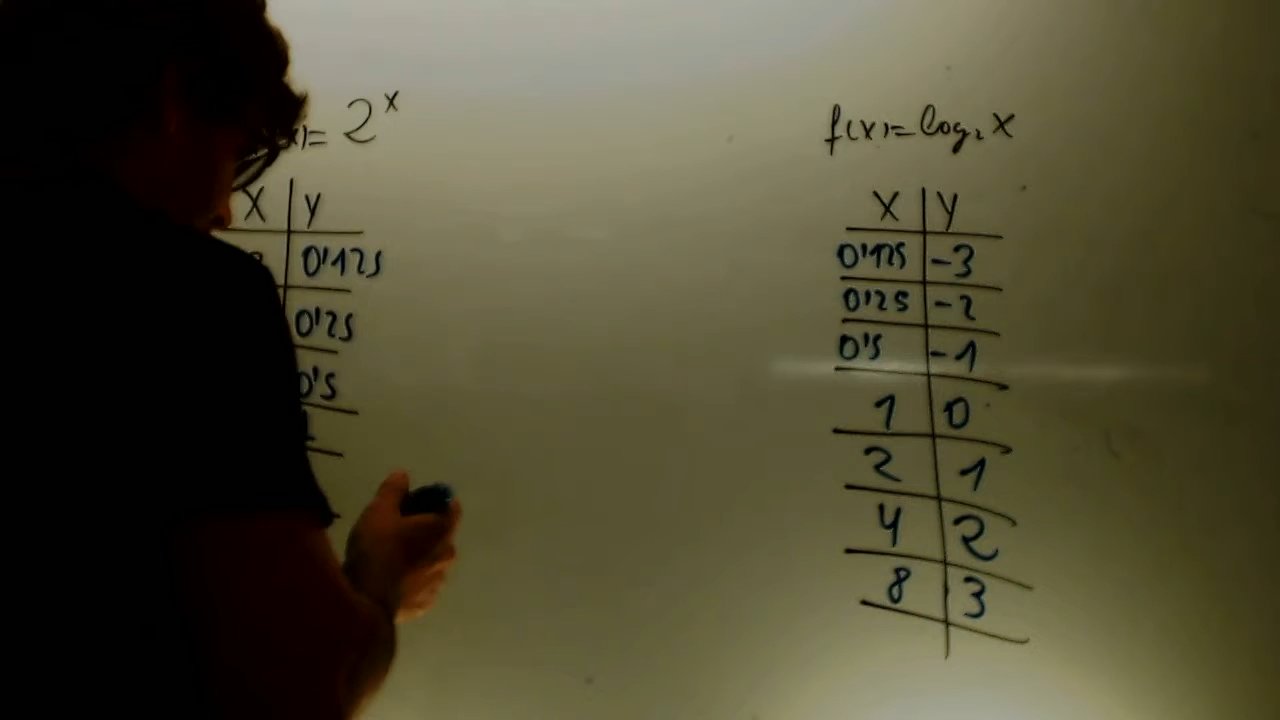 )= 2ˣ
X | y
0'125
0'25
0'5
f(x)=log₂ x
X | y
0'125 | -3
0'25 | -2
0'5 | -1
1 | 0
2 | 1
4 | 2
8 | 3